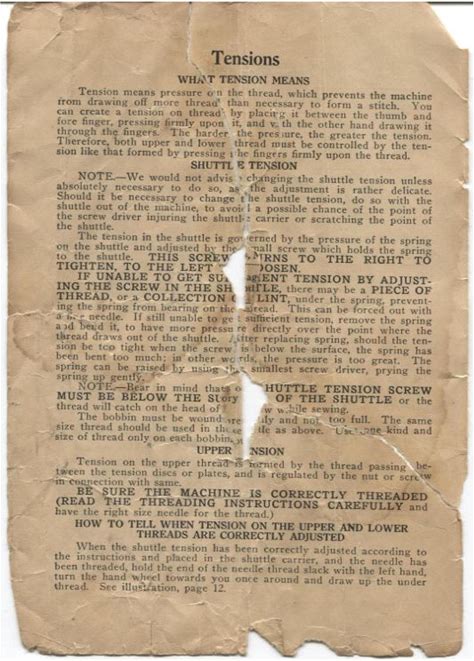 Tensions
WHAT TENSION MEANS
Tension means pressure on the thread, which prevents the machine
from drawing off more thread than necessary to form a stitch. You
can create a tension on thread by placing it between the thumb and
fore finger, pressing firmly upon it, and with the other hand drawing it
through the fingers. The harder the pressure, the greater the tension.
Therefore, both upper and lower thread must be controlled by the ten-
sion like that formed by pressing the fingers firmly upon the thread.
SHUTTLE TENSION
NOTE.—We would not advise changing the shuttle tension unless
absolutely necessary to do so, as the adjustment is rather delicate.
Should it be necessary to change the shuttle tension, do so with the
shuttle out of the machine, to avoid a possible chance of the point of
the screw driver injuring the shuttle carrier or scratching the point of
the shuttle.
The tension in the shuttle is governed by the pressure of the spring
on the shuttle and adjusted by the small screw which holds the spring
to the shuttle. THIS SCREW TURNS TO THE RIGHT TO
TIGHTEN, TO THE LEFT OOSEN.
IF UNABLE TO GET SU IENT TENSION BY ADJUST-
ING THE SCREW IN THE SHUTTLE, there may be a PIECE OF
THREAD, or a COLLECTION LINT, under the spring, prevent-
ing the spring from bearing on the thread. This can be forced out with
a needle. If still unable to get sufficient tension, remove the spring
and bend it, to have more pressure directly over the point where the
thread draws out of the shuttle. After replacing spring, should the ten-
sion be too tight when the screw is below the surface, the spring has
been bent too much; in other words, the pressure is too great. The
spring can be raised by using the smallest screw driver, prying the
spring up gently.
NOTE.—Bear in mind that HUTTLE TENSION SCREW
MUST BE BELOW THE S OF THE SHUTTLE or the
thread will catch on the head of w while sewing.
The bobbin must be wound ly and not too full. The same
size thread should be used in the le as above. Use one kind and
size of thread only on each bobbin.
UPPER TENSION
Tension on the upper thread is formed by the thread passing be-
tween the tension discs or plates, and is regulated by the nut or screw
in connection with same.
BE SURE THE MACHINE IS CORRECTLY THREADED
(READ THE THREADING INSTRUCTIONS CAREFULLY and
have the right size needle for the thread.)
HOW TO TELL WHEN TENSION ON THE UPPER AND LOWER
THREADS ARE CORRECTLY ADJUSTED
When the shuttle tension has been correctly adjusted according to
the instructions and placed in the shuttle carrier, and the needle has
been threaded, hold the end of the needle thread slack with the left hand,
turn the hand wheel towards you once around and draw up the under
thread. See illustration, page 12.